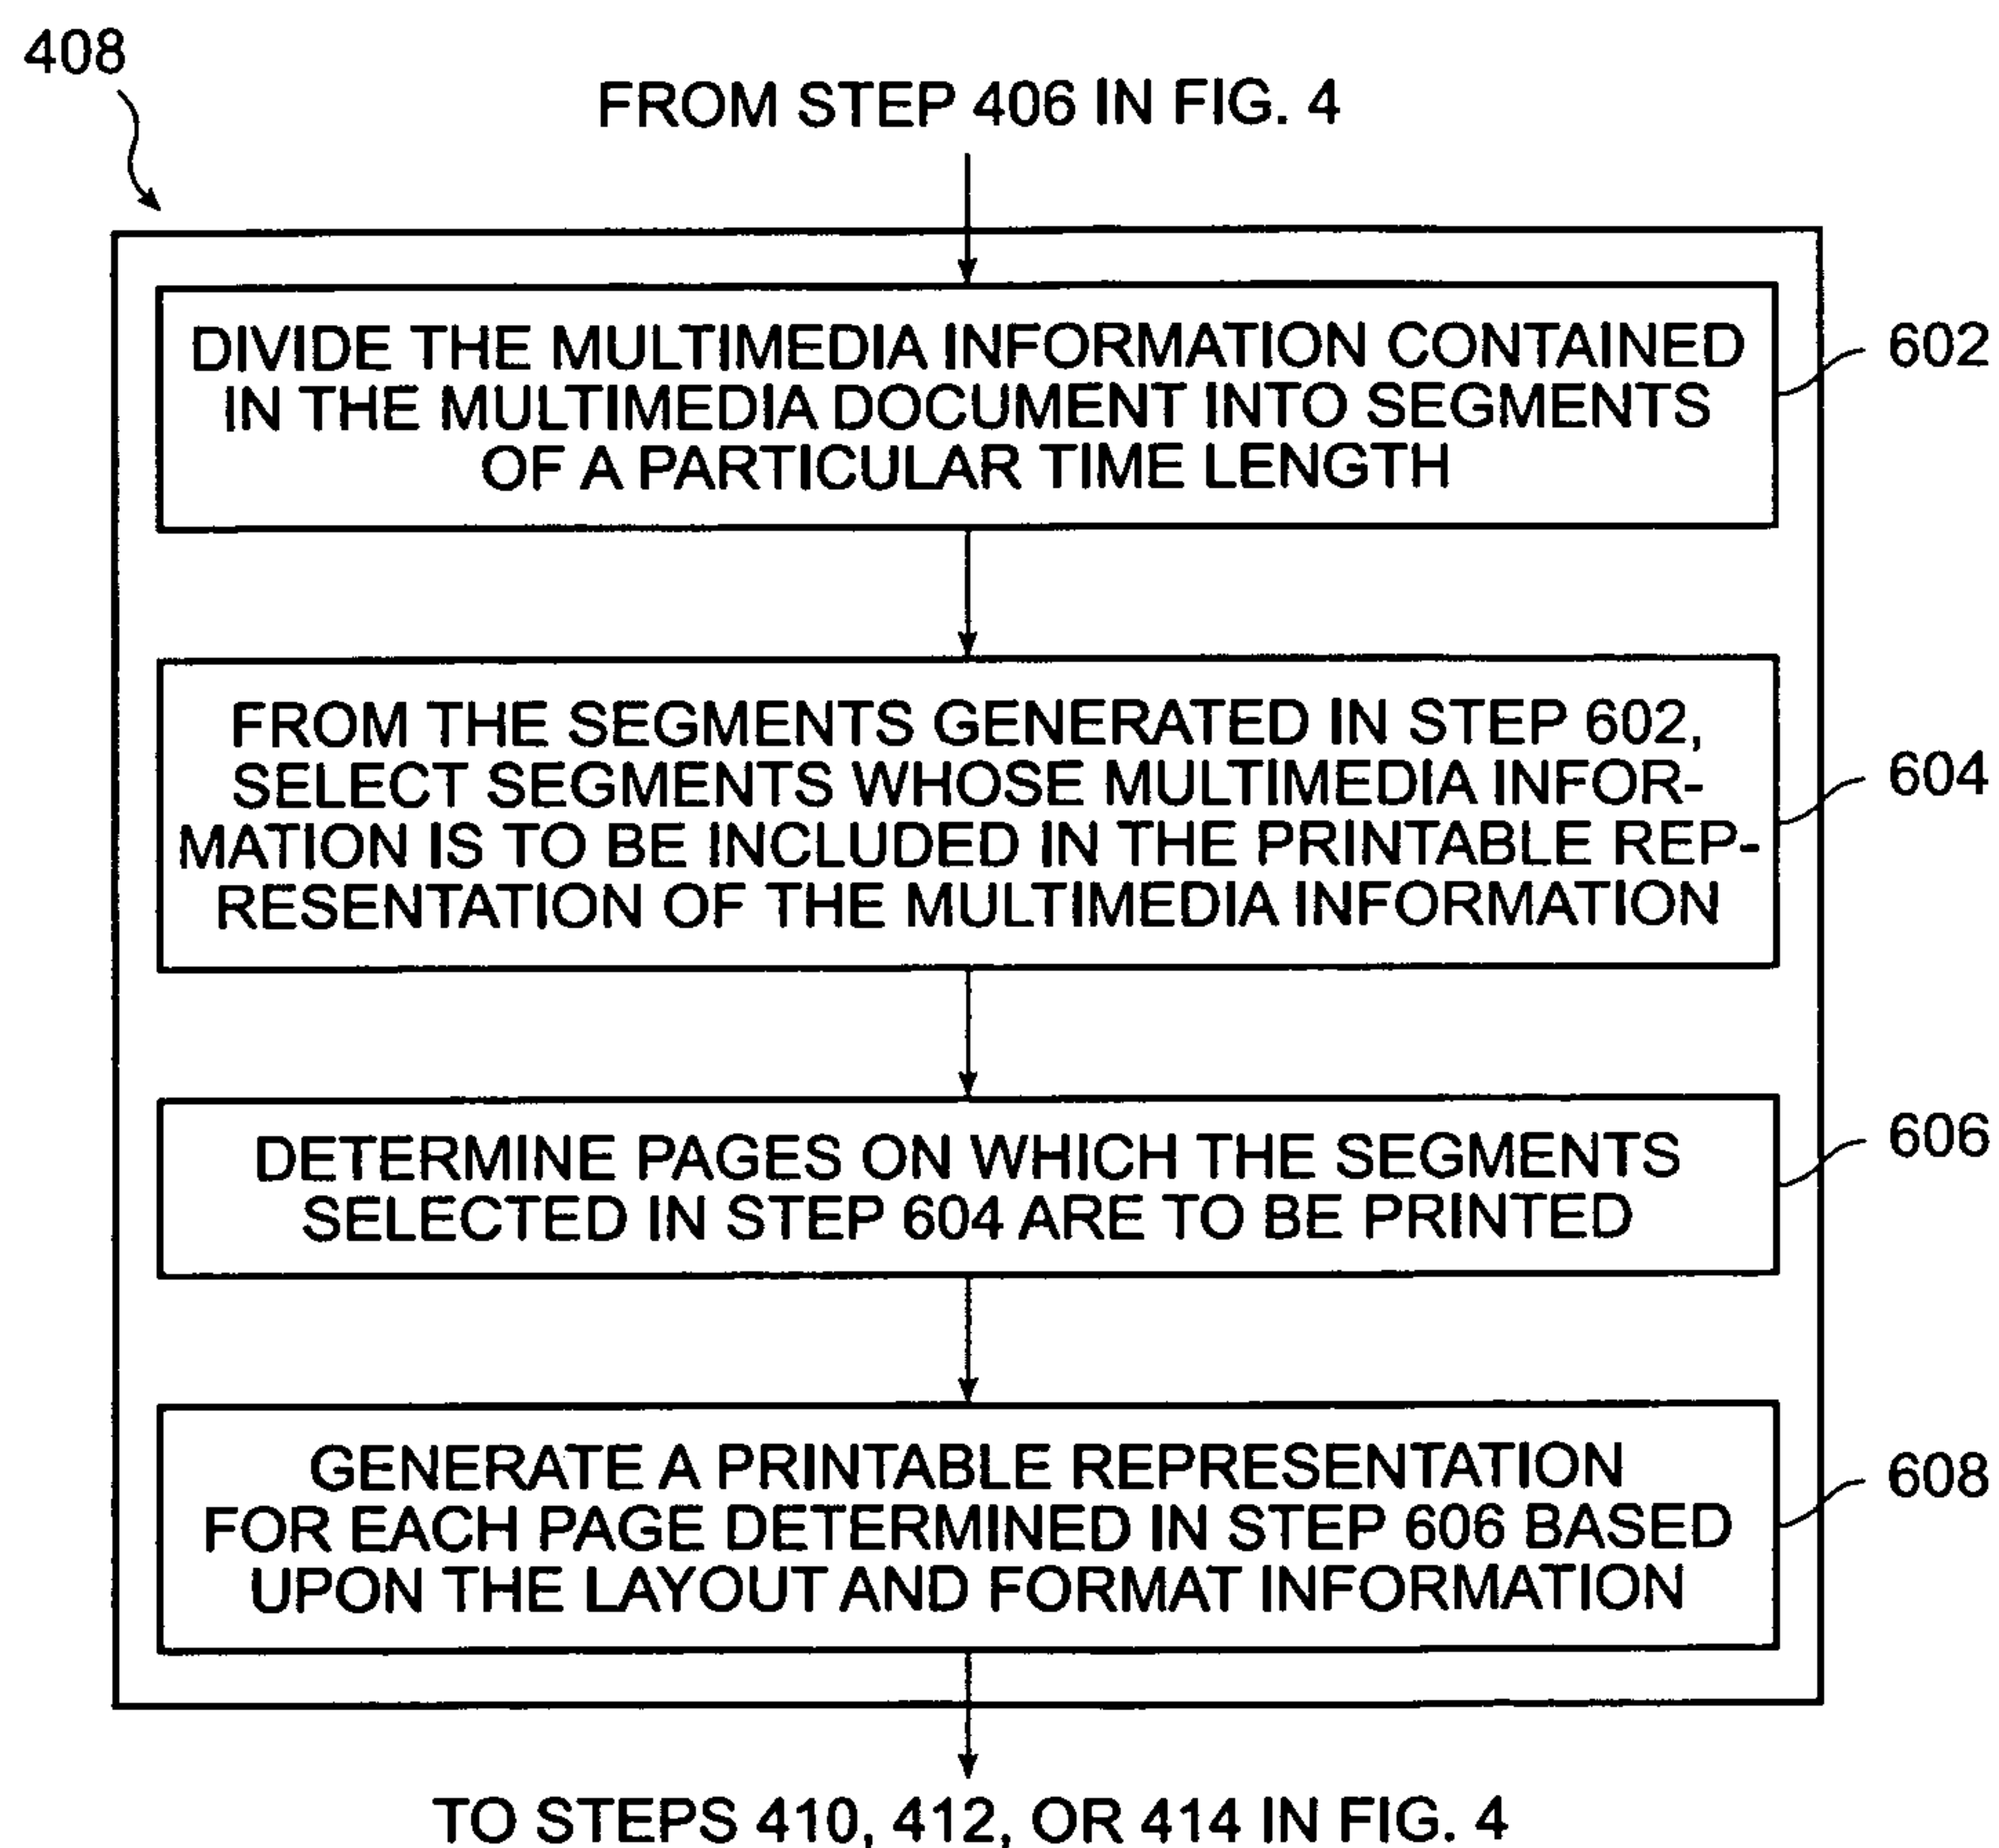 408
FROM STEP 406 IN FIG. 4
DIVIDE THE MULTIMEDIA INFORMATION CONTAINED
IN THE MULTIMEDIA DOCUMENT INTO SEGMENTS
OF A PARTICULAR TIME LENGTH
602
FROM THE SEGMENTS GENERATED IN STEP 602,
SELECT SEGMENTS WHOSE MULTIMEDIA INFOR-
MATION IS TO BE INCLUDED IN THE PRINTABLE REP-
RESENTATION OF THE MULTIMEDIA INFORMATION
604
DETERMINE PAGES ON WHICH THE SEGMENTS
SELECTED IN STEP 604 ARE TO BE PRINTED
606
GENERATE A PRINTABLE REPRESENTATION
FOR EACH PAGE DETERMINED IN STEP 606 BASED
UPON THE LAYOUT AND FORMAT INFORMATION
608
TO STEPS 410, 412, OR 414 IN FIG. 4